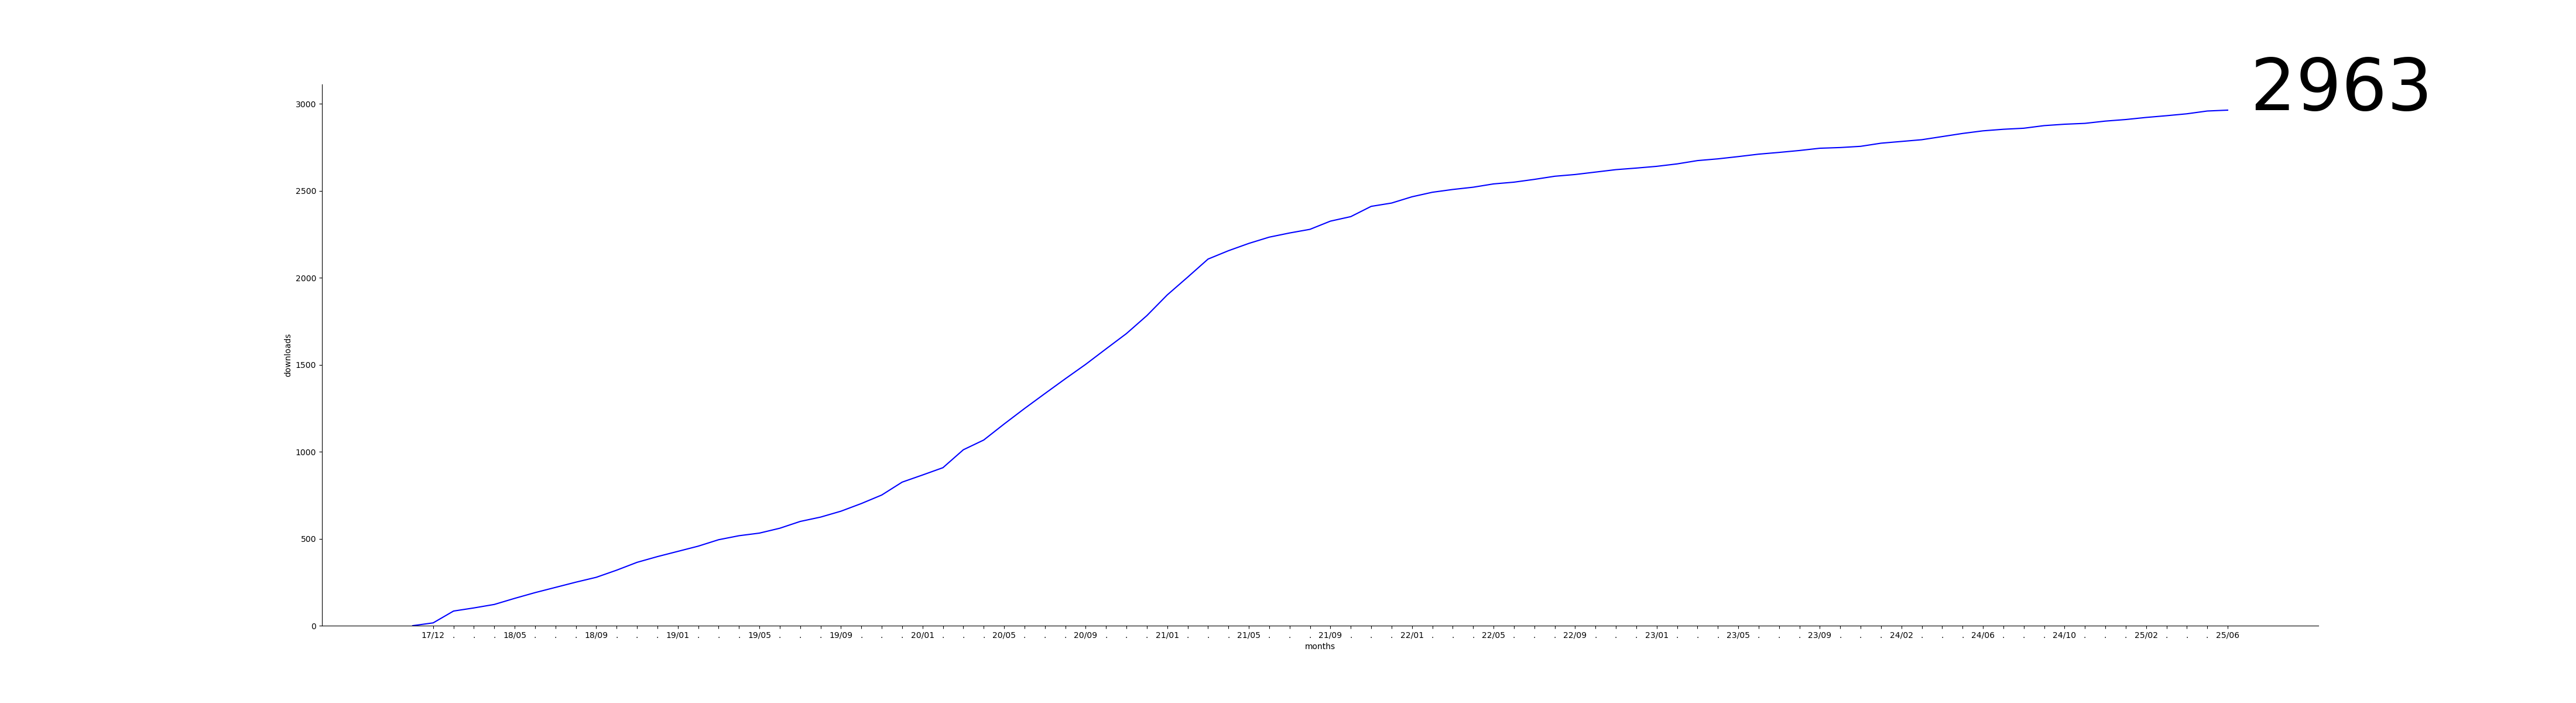 2963
3000
2500
2000
1500
1000
500
0
downloads
17/12 . . . 18/05 . . . 18/09 . . . 19/01 . . . 19/05 . . . 19/09 . . . 20/01 . . . 20/05 . . . 20/09 . . . 21/01 . . . 21/05 . . . 21/09 . . . 22/01 . . . 22/05 . . . 22/09 . . . 23/01 . . . 23/05 . . . 23/09 . . . 24/02 . . . 24/06 . . . 24/10 . . . 25/02 . . . 25/06
months